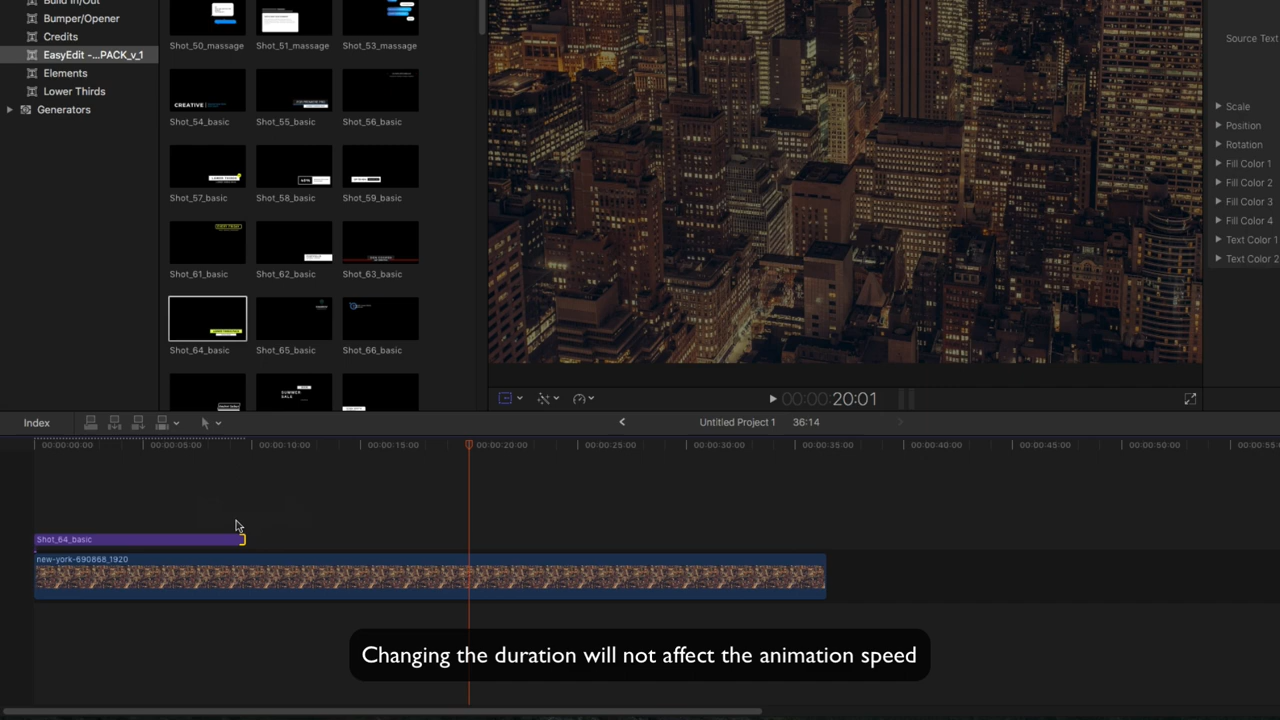 Build In/Out
Bumper/Opener
Credits
EasyEdit -...PACK_v_1
Elements
Lower Thirds
Generators
Shot_50_massage
Shot_51_massage
Shot_53_massage
CREATIVE
Shot_54_basic
Shot_55_basic
Shot_56_basic
Shot_57_basic
Shot_58_basic
Shot_59_basic
Shot_61_basic
Shot_62_basic
Shot_63_basic
Shot_64_basic
Shot_65_basic
Shot_66_basic
SUMMER
SALE
Source Text
Scale
Position
Rotation
Fill Color 1
Fill Color 2
Fill Color 3
Fill Color 4
Text Color 1
Text Color 2
00:00:20:01
Index
Untitled Project 1
36:14
00:00:00:00
00:00:05:00
00:00:10:00
00:00:15:00
00:00:20:00
00:00:25:00
00:00:30:00
00:00:35:00
00:00:40:00
00:00:45:00
00:00:50:00
00:00:55:0
Shot_64_basic
new-york-690868_1920
Changing the duration will not affect the animation speed